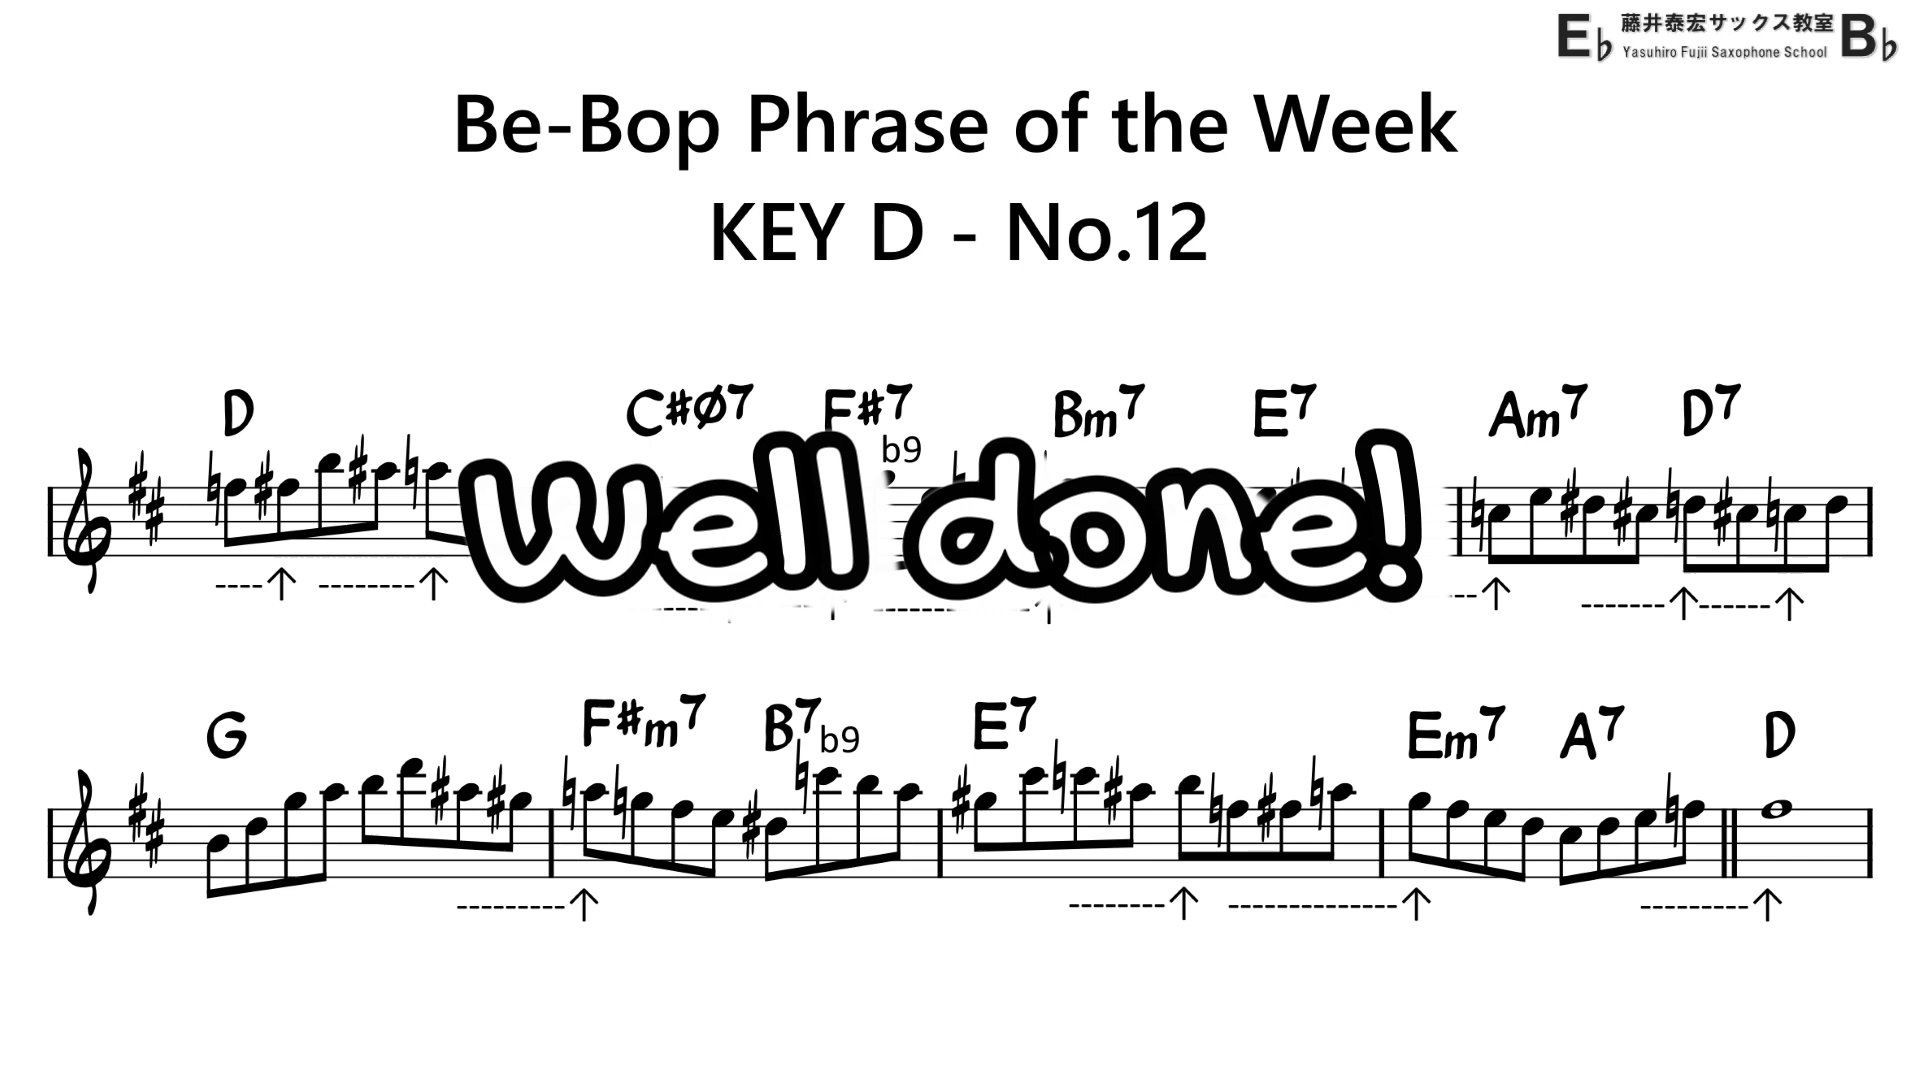 E♭ 藤井泰宏サックス教室 B♭
Yasuhiro Fujii Saxophone School
Be-Bop Phrase of the Week
KEY D - No.12
D C#ø7 F#7 Bm7 E7 Am7 D7
b9
Well done!
G F#m7 B7 E7 Em7 A7 D
b9